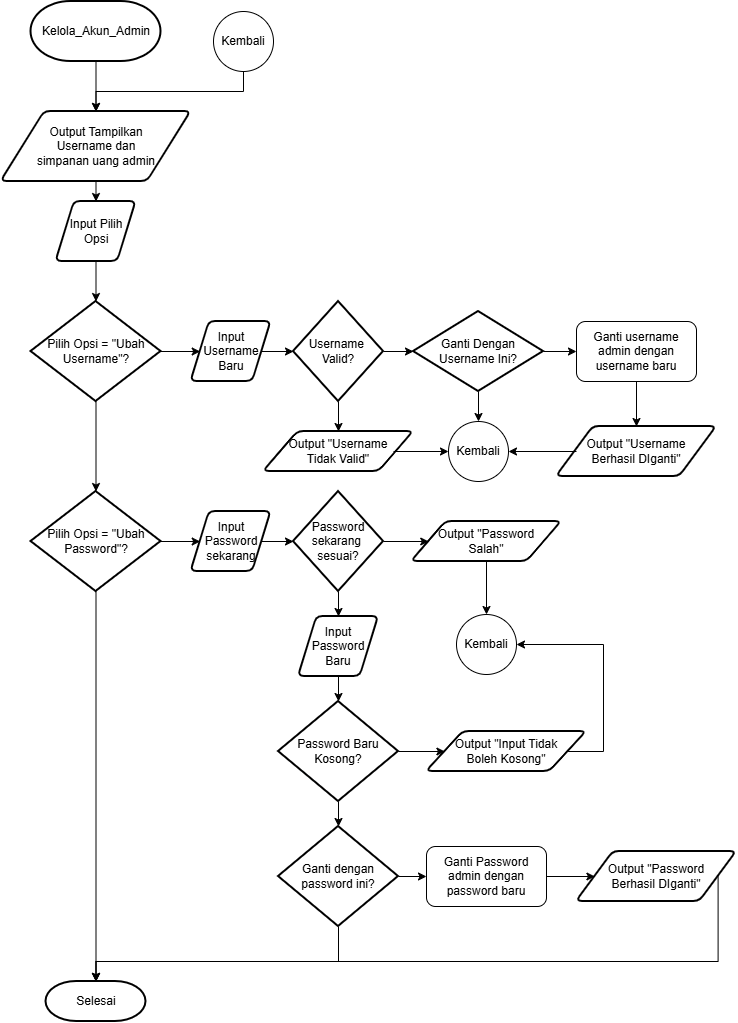 Kelola_Akun_Admin
Kembali
Output Tampilkan
Username dan
simpanan uang admin
Input Pilih
Opsi
Pilih Opsi = "Ubah
Username"?
Input
Username
Baru
Username
Valid?
Ganti Dengan
Username Ini?
Ganti username
admin dengan
username baru
Output "Username
Tidak Valid"
Kembali
Output "Username
Berhasil DIganti"
Pilih Opsi = "Ubah
Password"?
Input
Password
sekarang
Password
sekarang
sesuai?
Output "Password
Salah"
Input
Password
Baru
Kembali
Password Baru
Kosong?
Output "Input Tidak
Boleh Kosong"
Ganti dengan
password ini?
Ganti Password
admin dengan
password baru
Output "Password
Berhasil DIganti"
Selesai